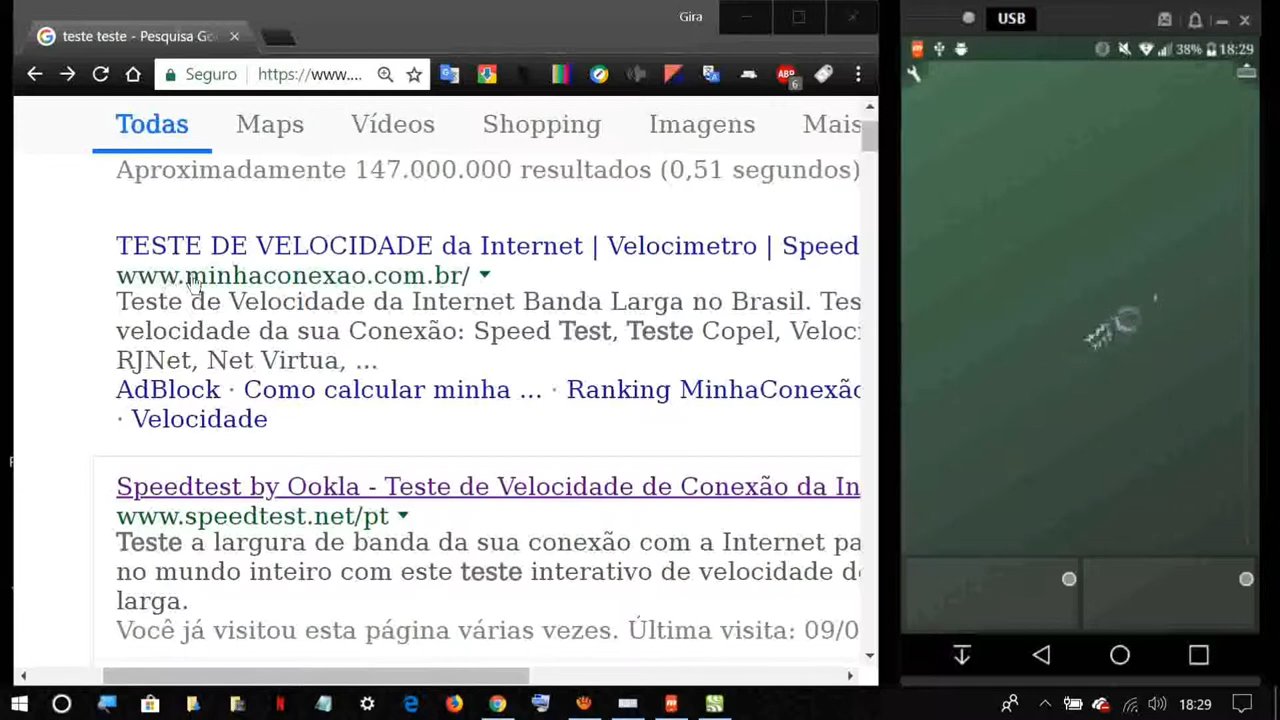 Gira
USB
teste teste - Pesquisa Go
38% 18:29
Seguro https://www....
ABP
6
Todas Maps Vídeos Shopping Imagens Mais
Aproximadamente 147.000.000 resultados (0,51 segundos)
TESTE DE VELOCIDADE da Internet | Velocimetro | Speed
www.minhaconexao.com.br/
Teste de Velocidade da Internet Banda Larga no Brasil. Tes
velocidade da sua Conexão: Speed Test, Teste Copel, Veloc
RJNet, Net Virtua, ...
AdBlock · Como calcular minha ... · Ranking MinhaConexão
· Velocidade
Speedtest by Ookla - Teste de Velocidade de Conexão da In
www.speedtest.net/pt
Teste a largura de banda da sua conexão com a Internet pa
no mundo inteiro com este teste interativo de velocidade de
larga.
Você já visitou esta página várias vezes. Última visita: 09/0
18:29